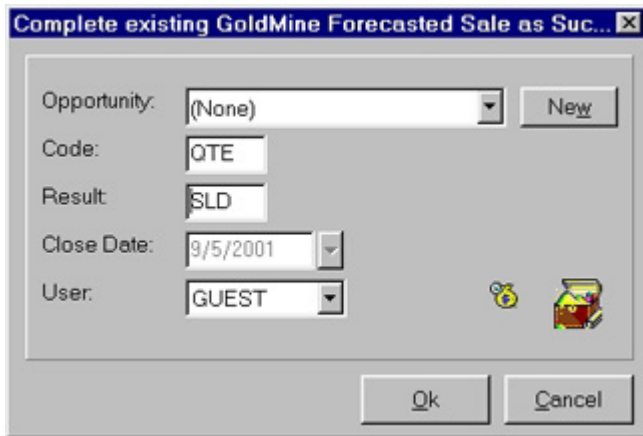 Complete existing GoldMine Forecasted Sale as Suc...
Opportunity: (None) New
Code: QTE
Result: SLD
Close Date: 9/5/2001
User: GUEST
Ok Cancel